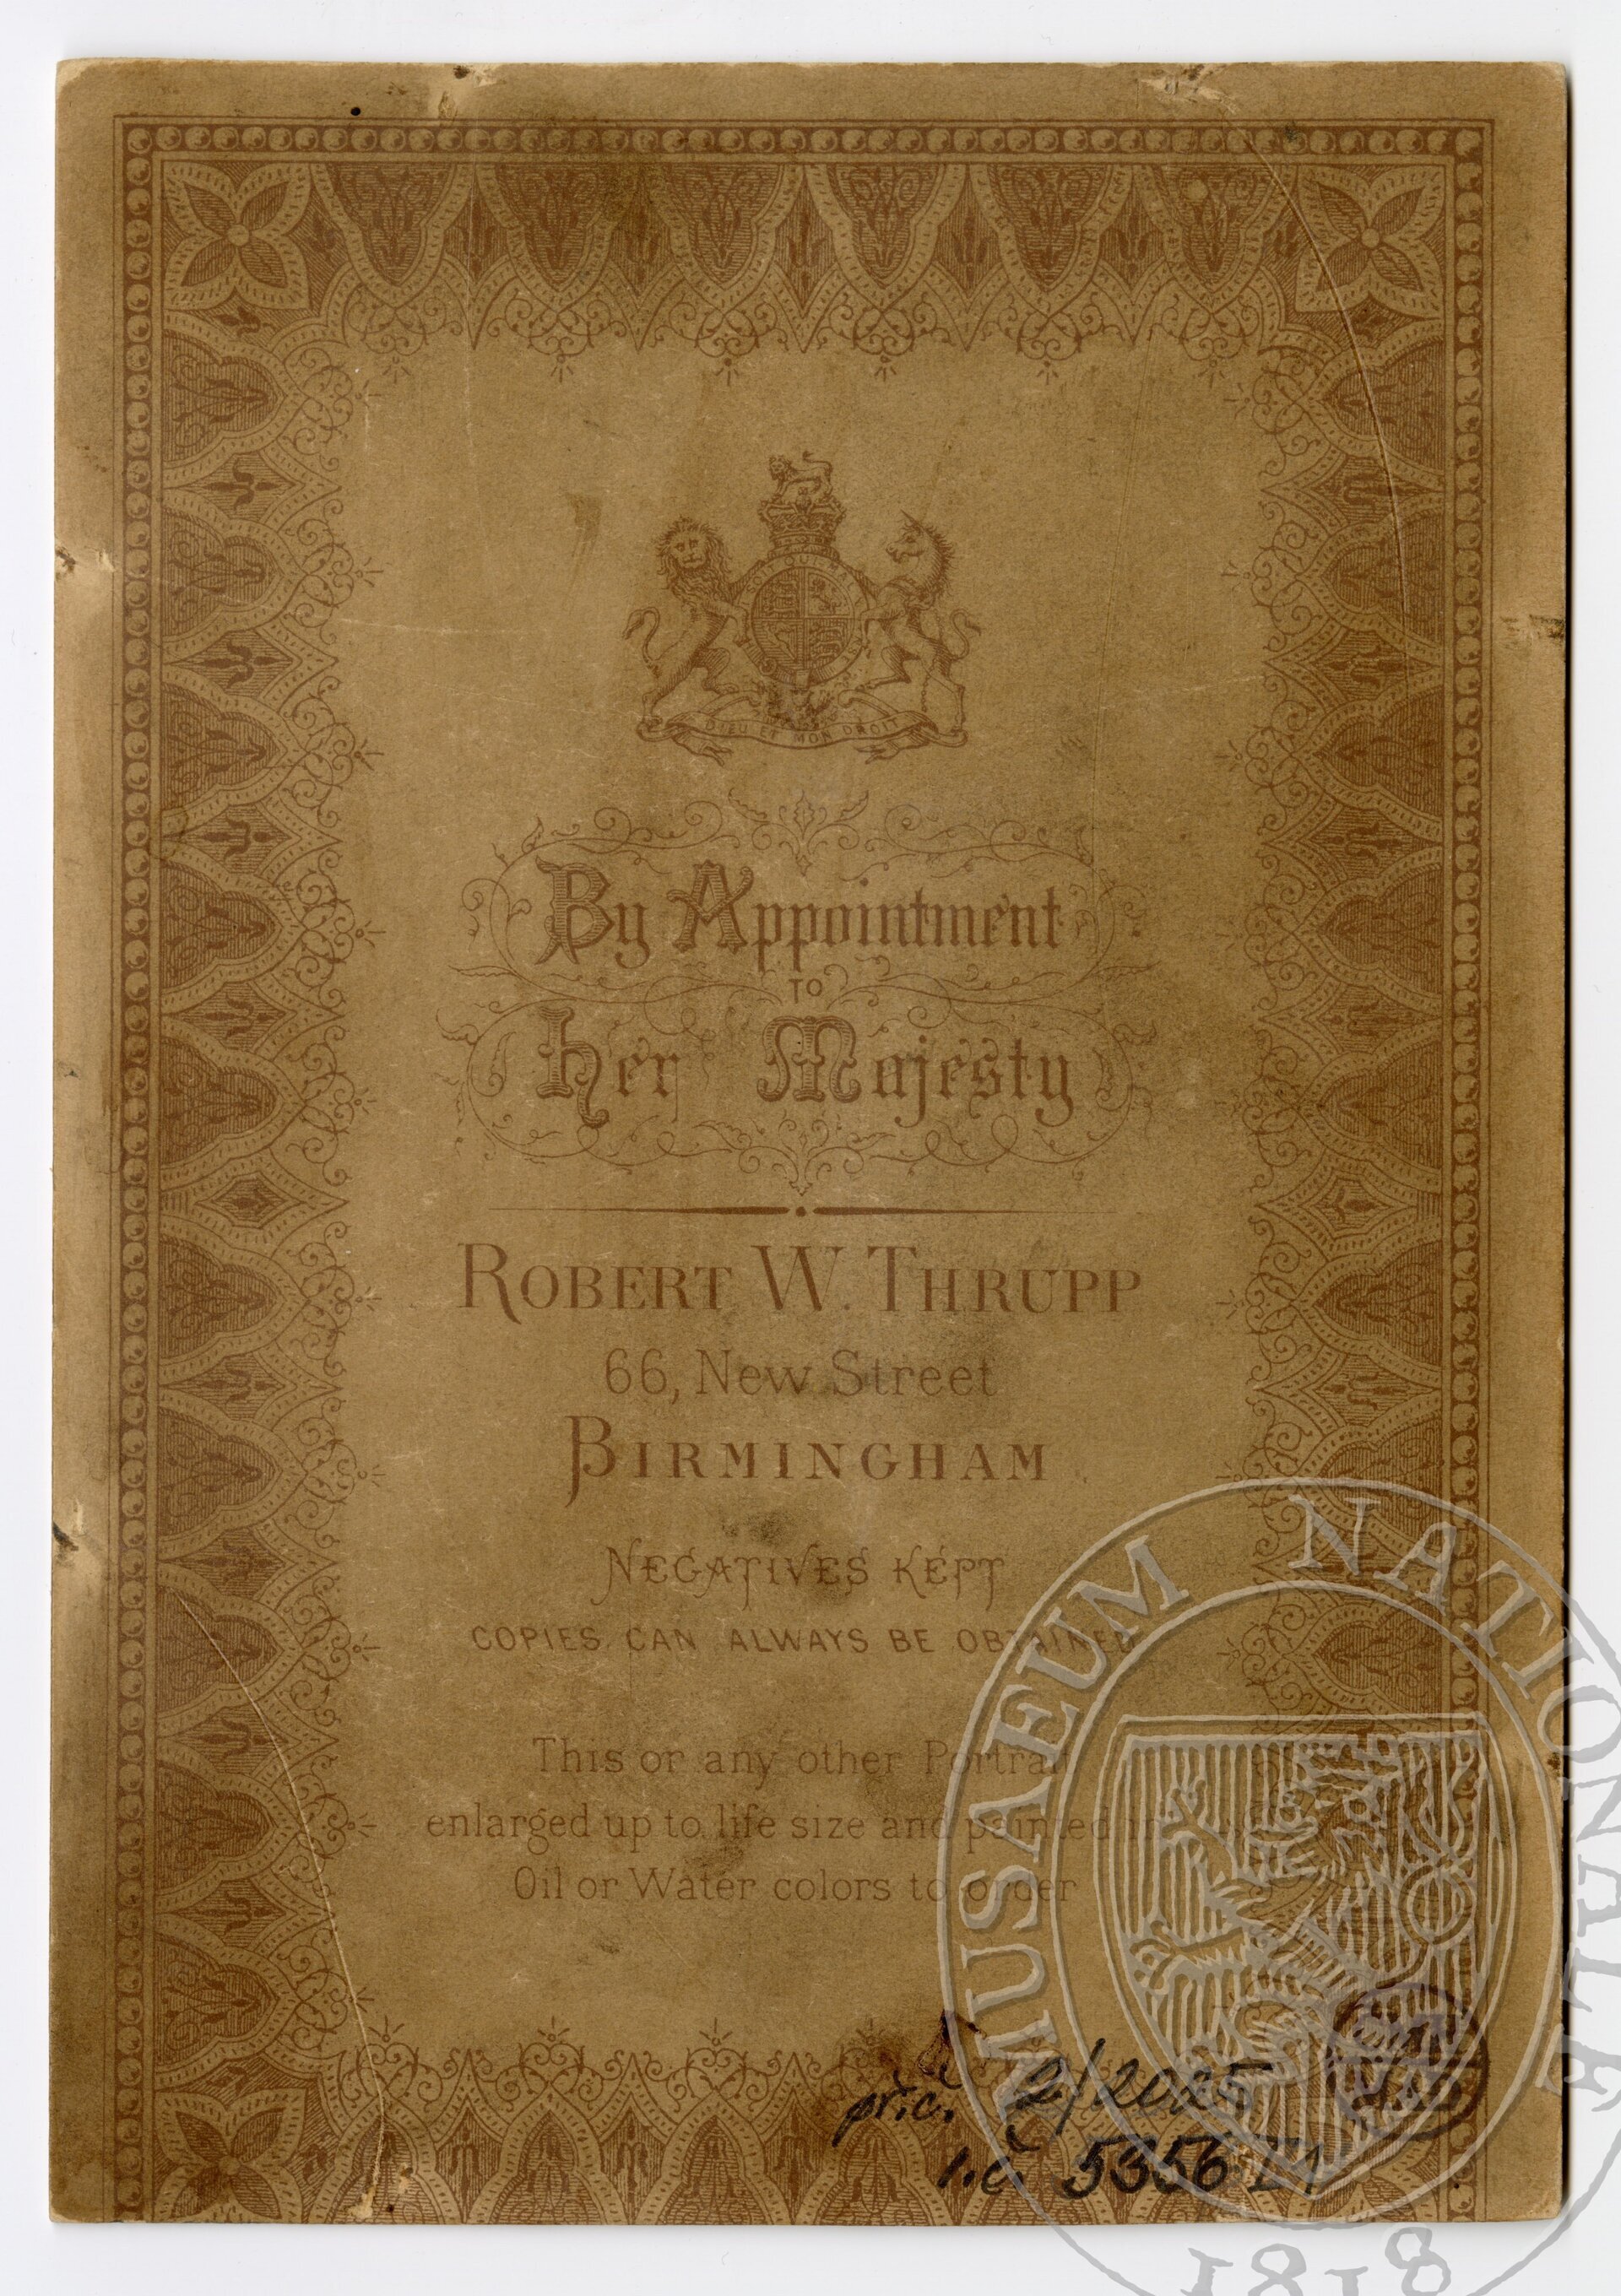 DIEU ET MON DROIT
By Appointment
TO
Her Majesty
ROBERT W. THRUPP
66, New Street
BIRMINGHAM
NEGATIVES KEPT
COPIES CAN ALWAYS BE OBTAINED
This or any other Portrait
enlarged up to life size and painted in
Oil or Water colors to order
př.č. 2/2025
i.č. 5356
MUSAEUM NATIONALE
1818